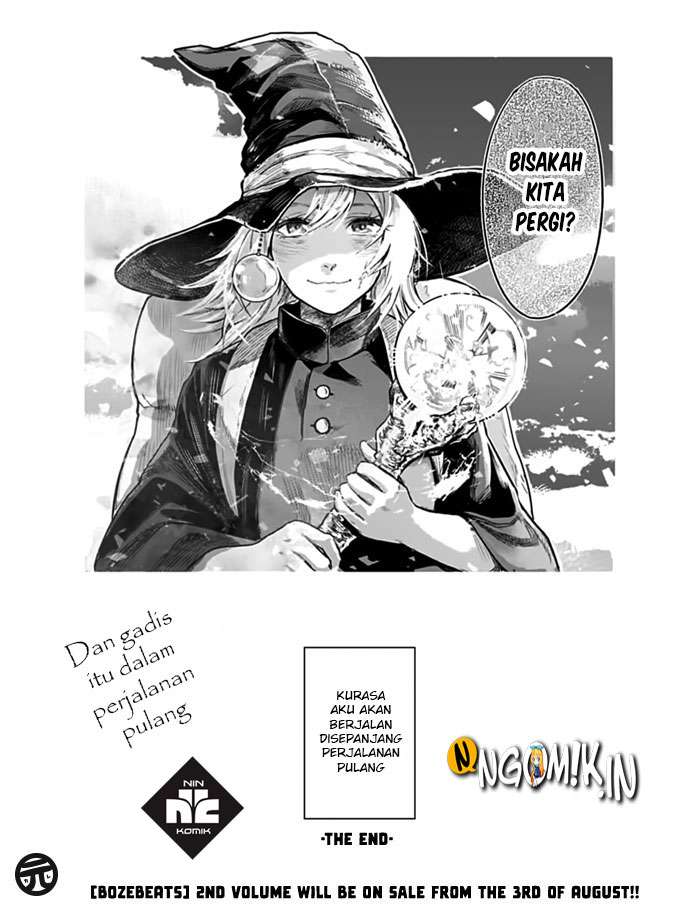 BISAKAH
KITA
PERGI?
Dan gadis
itu dalam
perjalanan
pulang
KURASA
AKU AKAN
BERJALAN
DISEPANJANG
PERJALANAN
PULANG
NIN
NC
KOMIK
N NGOMIK.IN
-THE END-
[BOZEBEATS] 2ND VOLUME WILL BE ON SALE FROM THE 3RD OF AUGUST!!